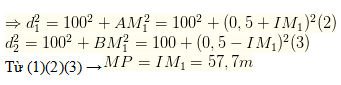 ⇒ d₁² = 100² + AM₁² = 100² + (0, 5 + IM₁)²(2)
d₂² = 100² + BM₁² = 100 + (0, 5 − IM₁)²(3)
Từ (1)(2)(3) → MP = IM₁ = 57, 7m